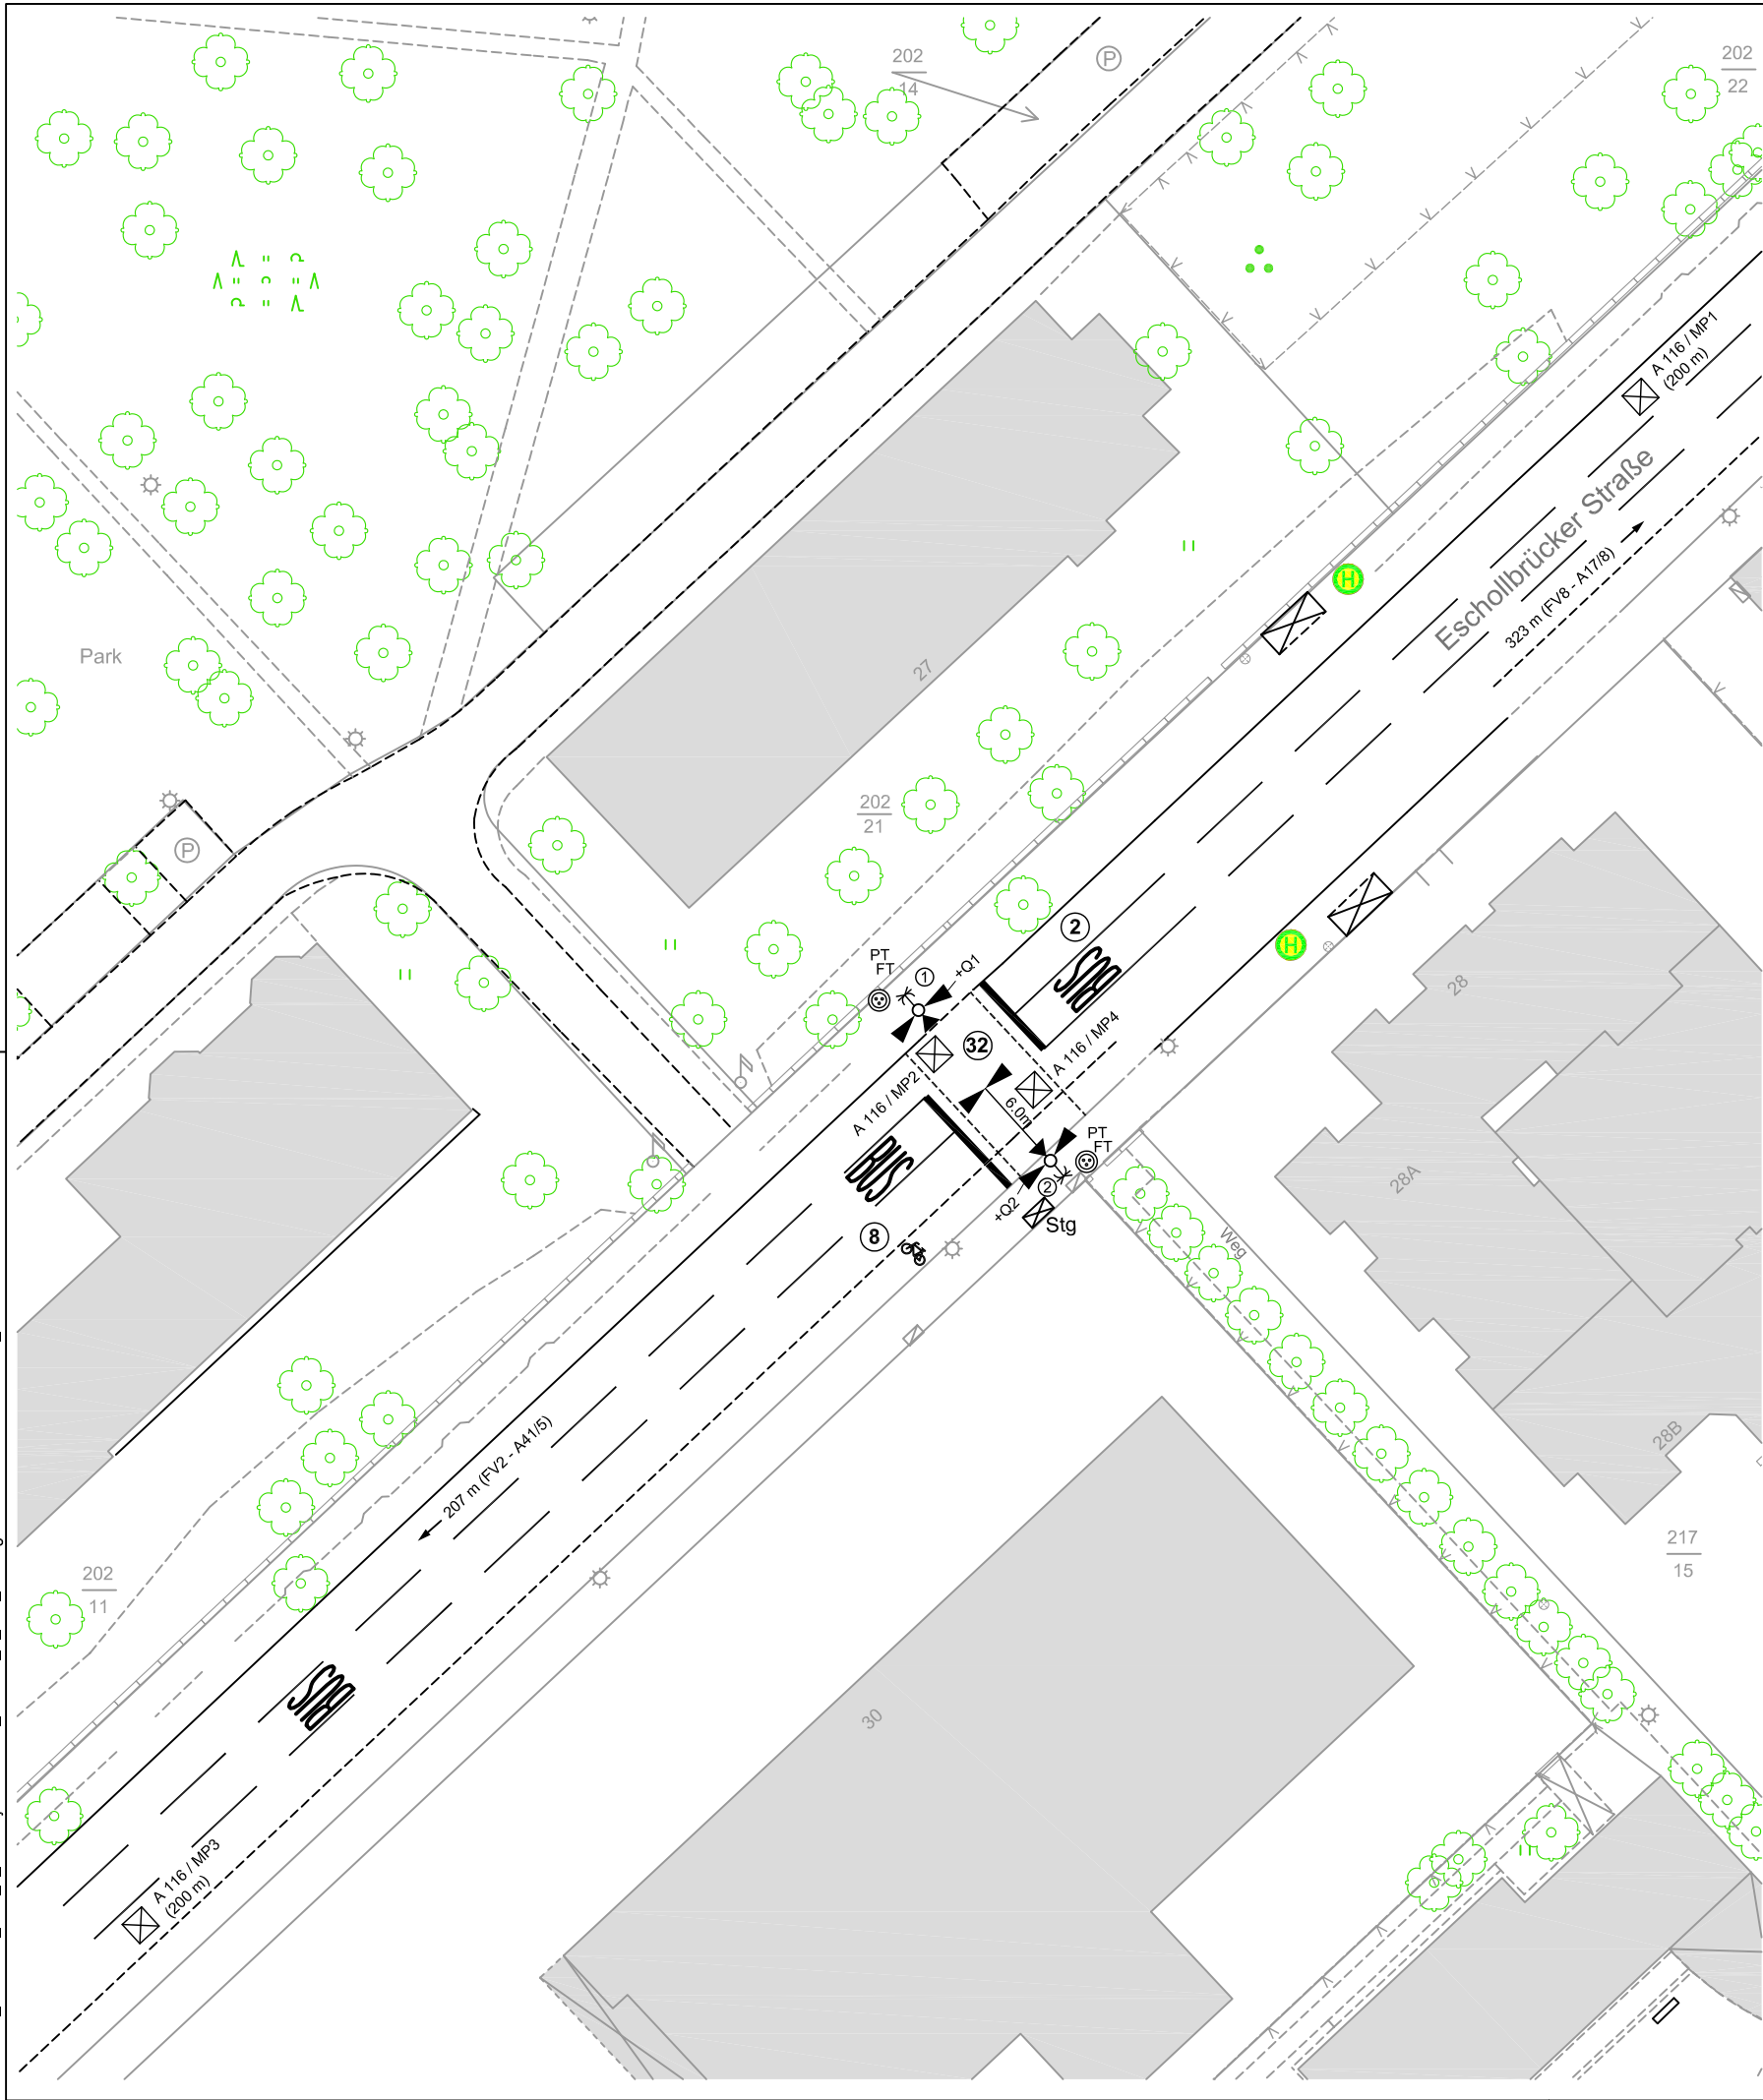 202
14
P
202
22
A 116 / MP1
(200 m)
Eschollbrücker Straße
323 m (FV8 - A17/8)
H
Park
27
202
21
P
2
BUS
H
28
PT
FT
1
+Q1
32
A 116 / MP4
A 116 / MP2
6.0m
PT
FT
BUS
2
+Q2
Stg
8
28A
Weg
28B
207 m (FV2 - A41/5)
217
15
202
11
BUS
30
A 116 / MP3
(200 m)